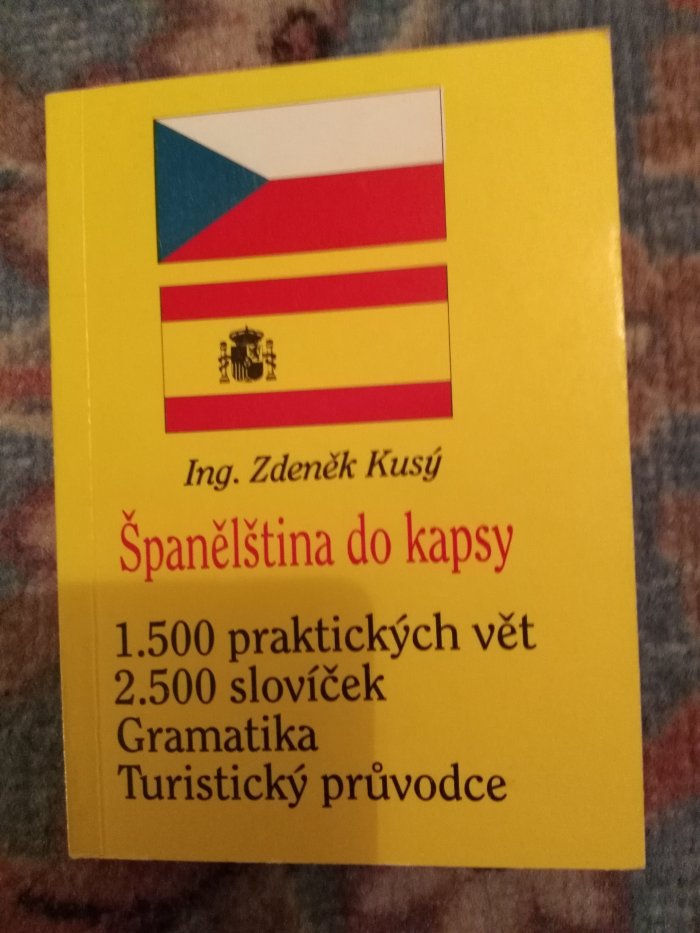 Ing. Zdeněk Kusý
Španělština do kapsy
1.500 praktických vět
2.500 slovíček
Gramatika
Turistický průvodce